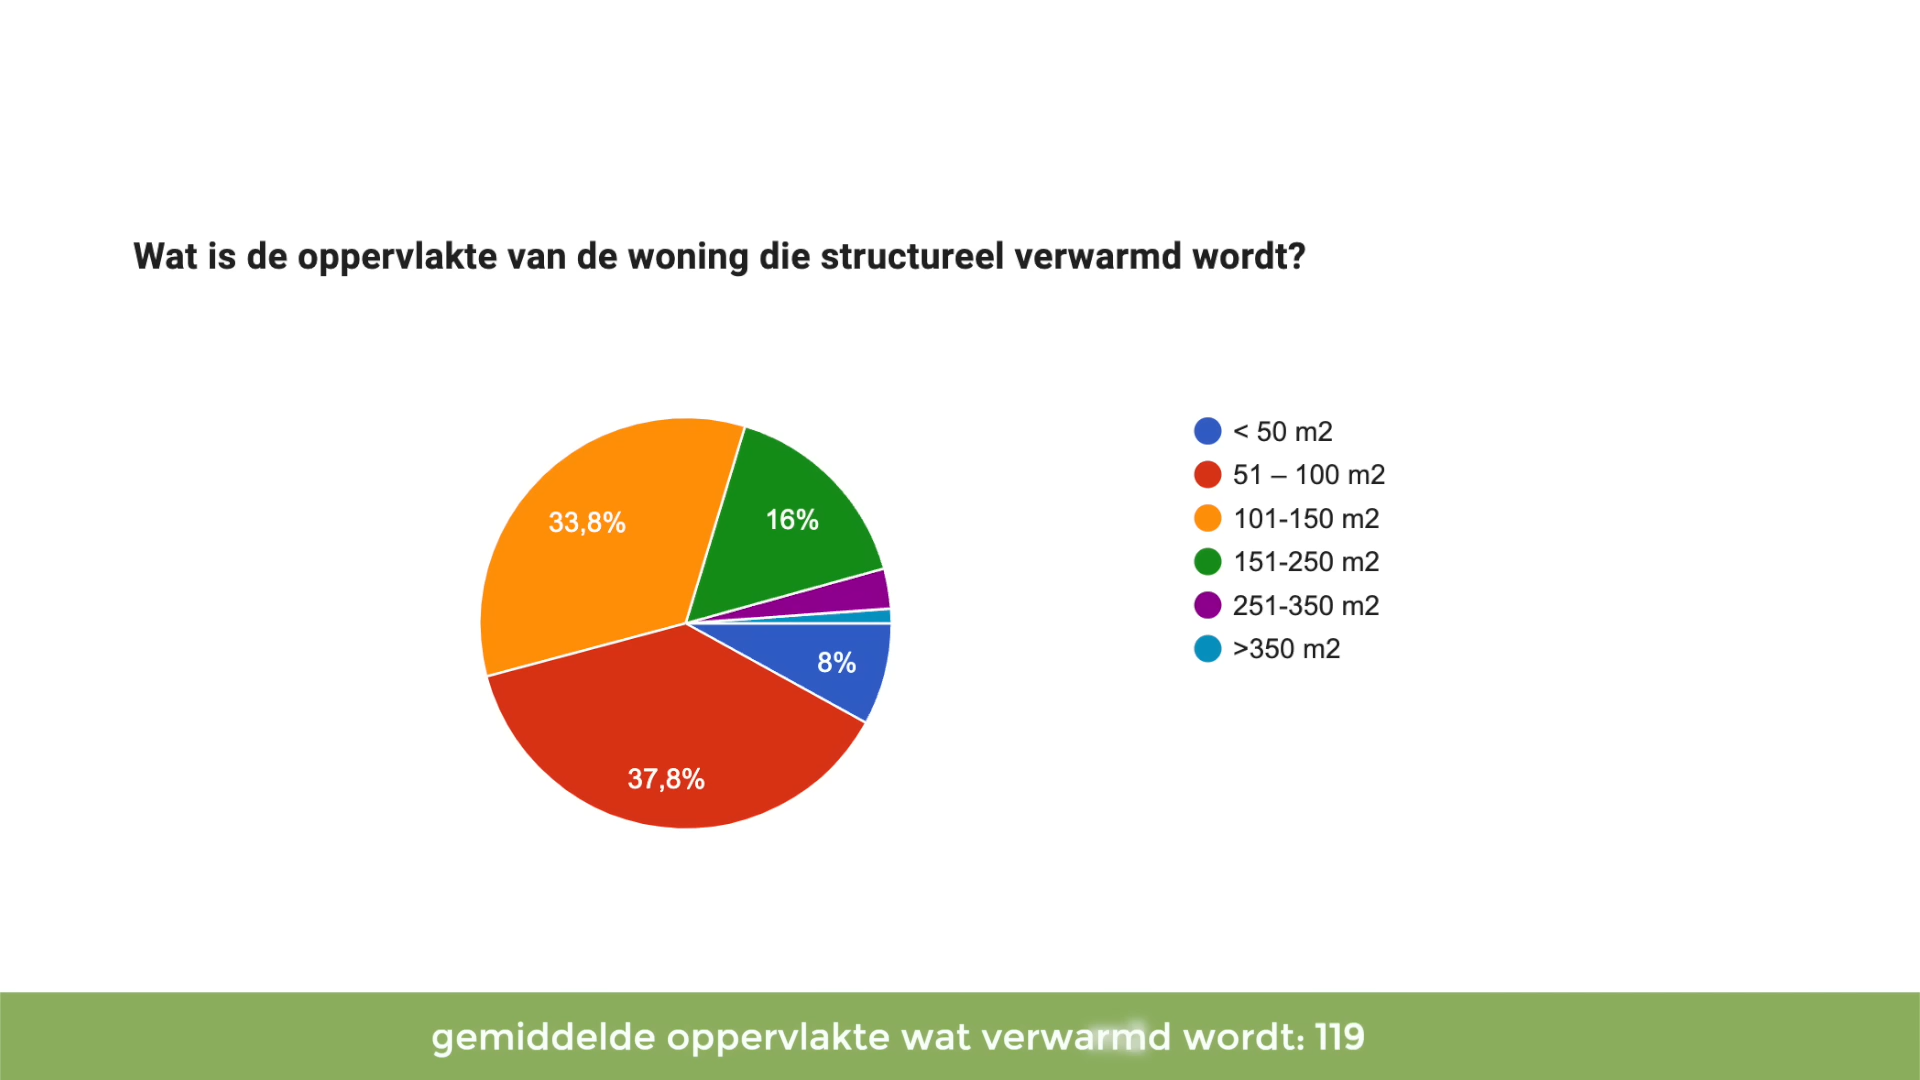 Wat is de oppervlakte van de woning die structureel verwarmd wordt?
33,8%
16%
8%
37,8%
< 50 m2
51 – 100 m2
101-150 m2
151-250 m2
251-350 m2
>350 m2
gemiddelde oppervlakte wat verwarmd wordt: 119